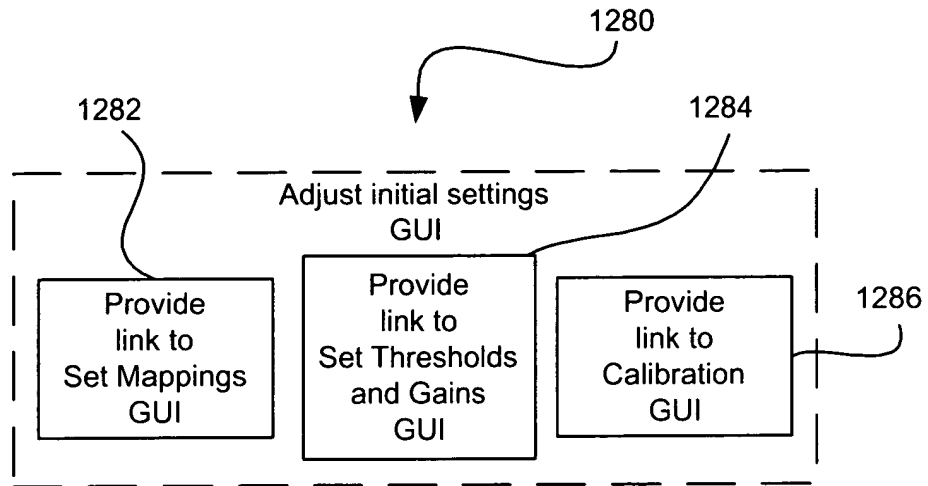 1280
1282
1284
Adjust initial settings
GUI
Provide
link to
Set Mappings
GUI
Provide
link to
Set Thresholds
and Gains
GUI
Provide
link to
Calibration
GUI
1286